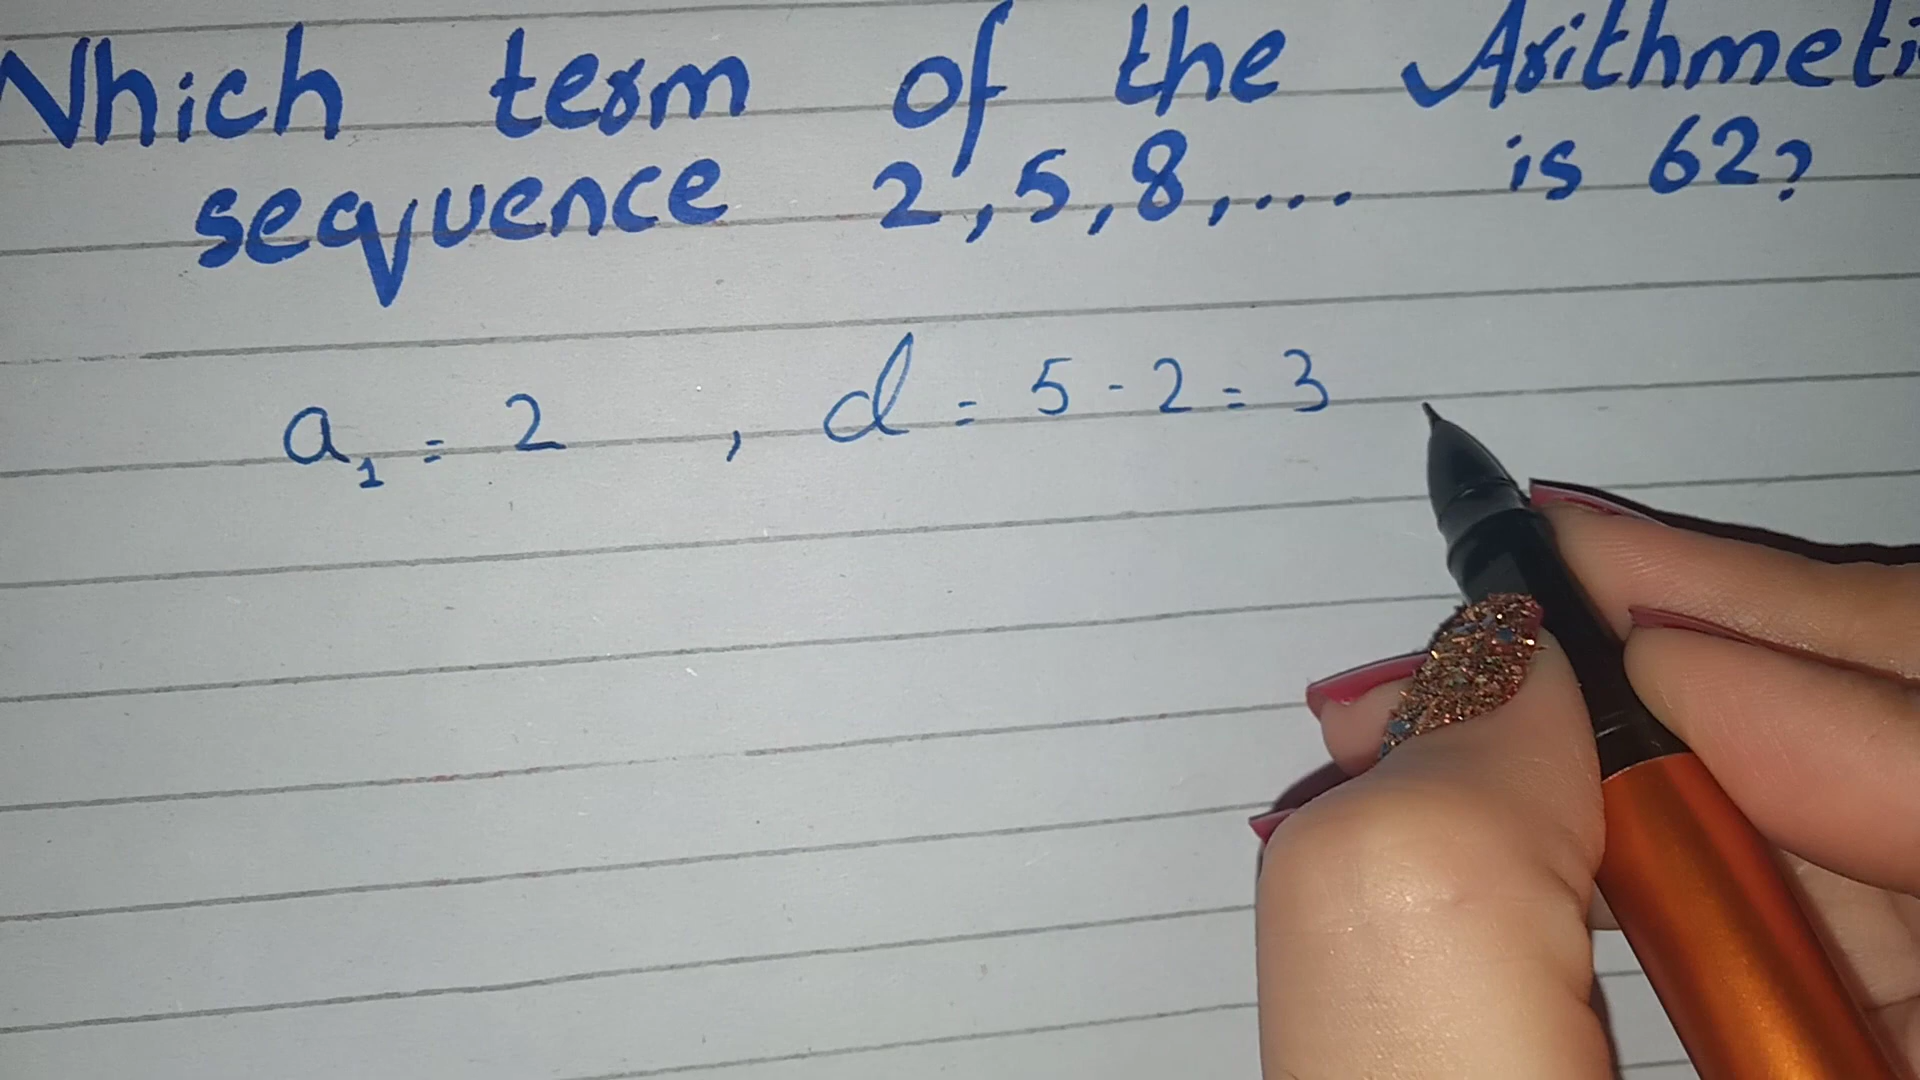 Which term of the Arithmeti
sequence 2,5,8,.... is 62?
a₁ = 2 , d = 5 - 2 = 3